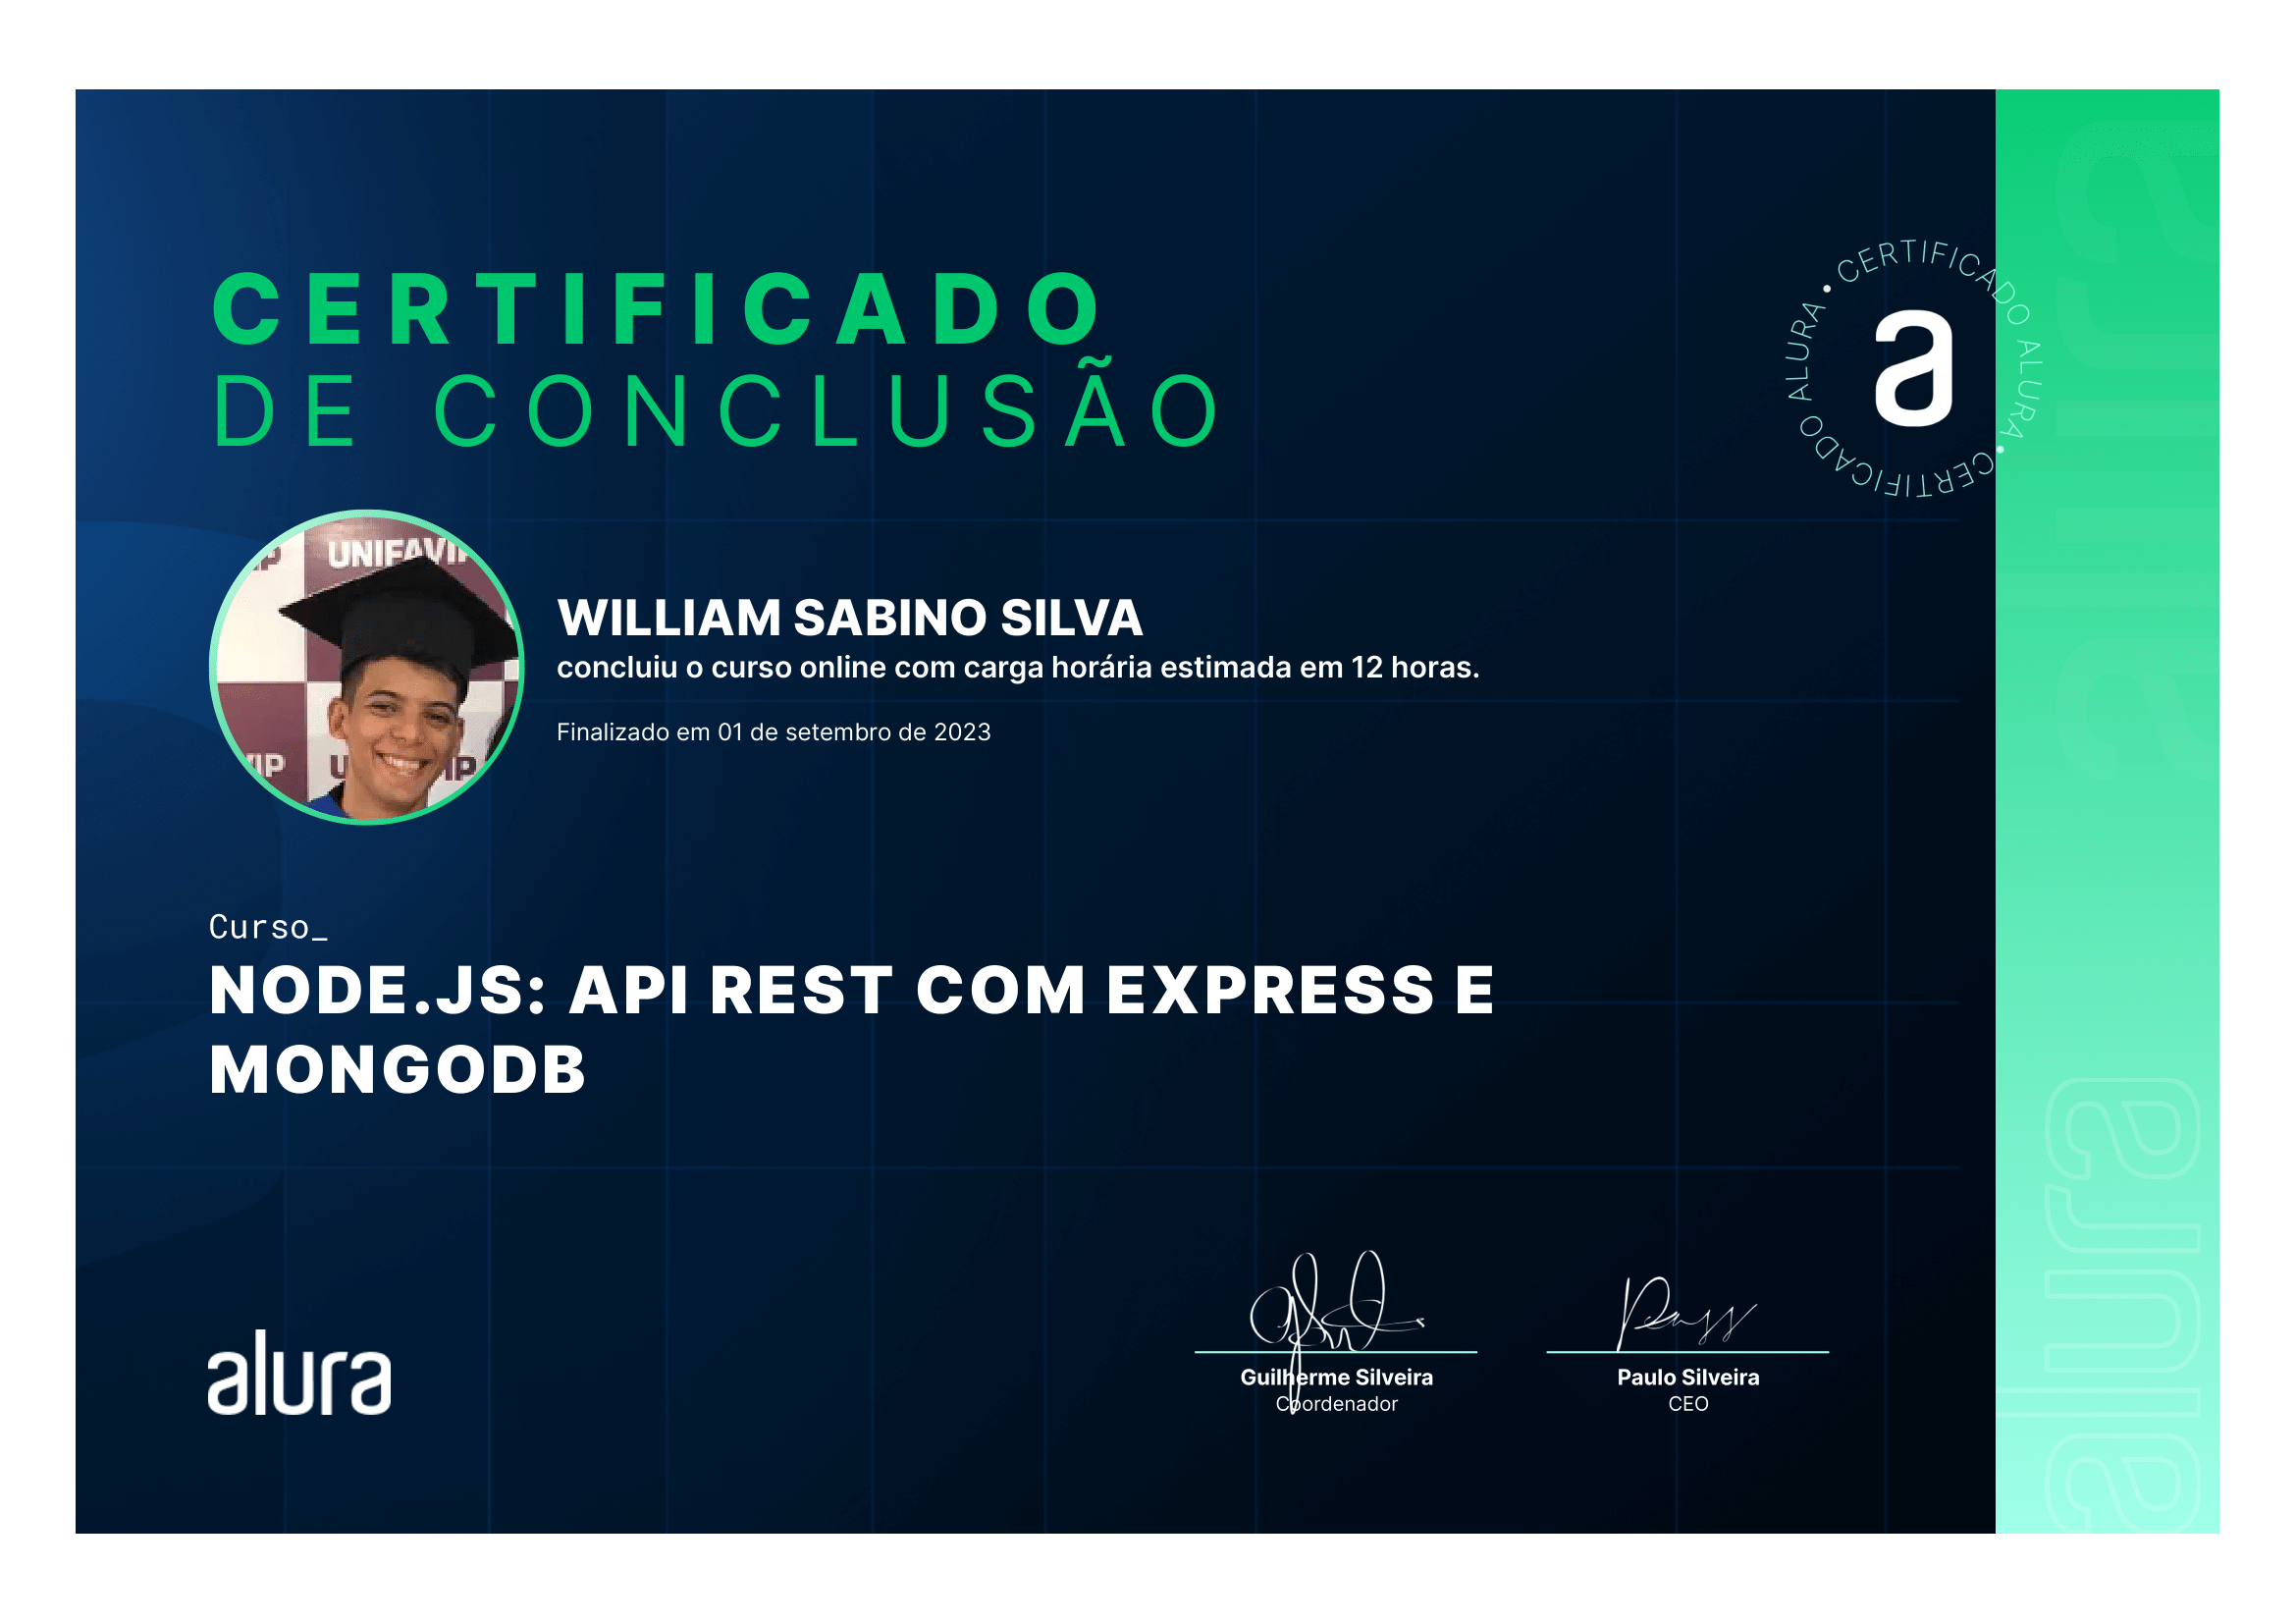 CERTIFICADO
DE CONCLUSÃO
CERTIFICADO ALURA • CERTIFICADO ALURA •
a
UNIFAVIP
WILLIAM SABINO SILVA
concluiu o curso online com carga horária estimada em 12 horas.
Finalizado em 01 de setembro de 2023
Curso_
NODE.JS: API REST COM EXPRESS E
MONGODB
alura
Guilherme Silveira
Coordenador
Paulo Silveira
CEO
alura
alura